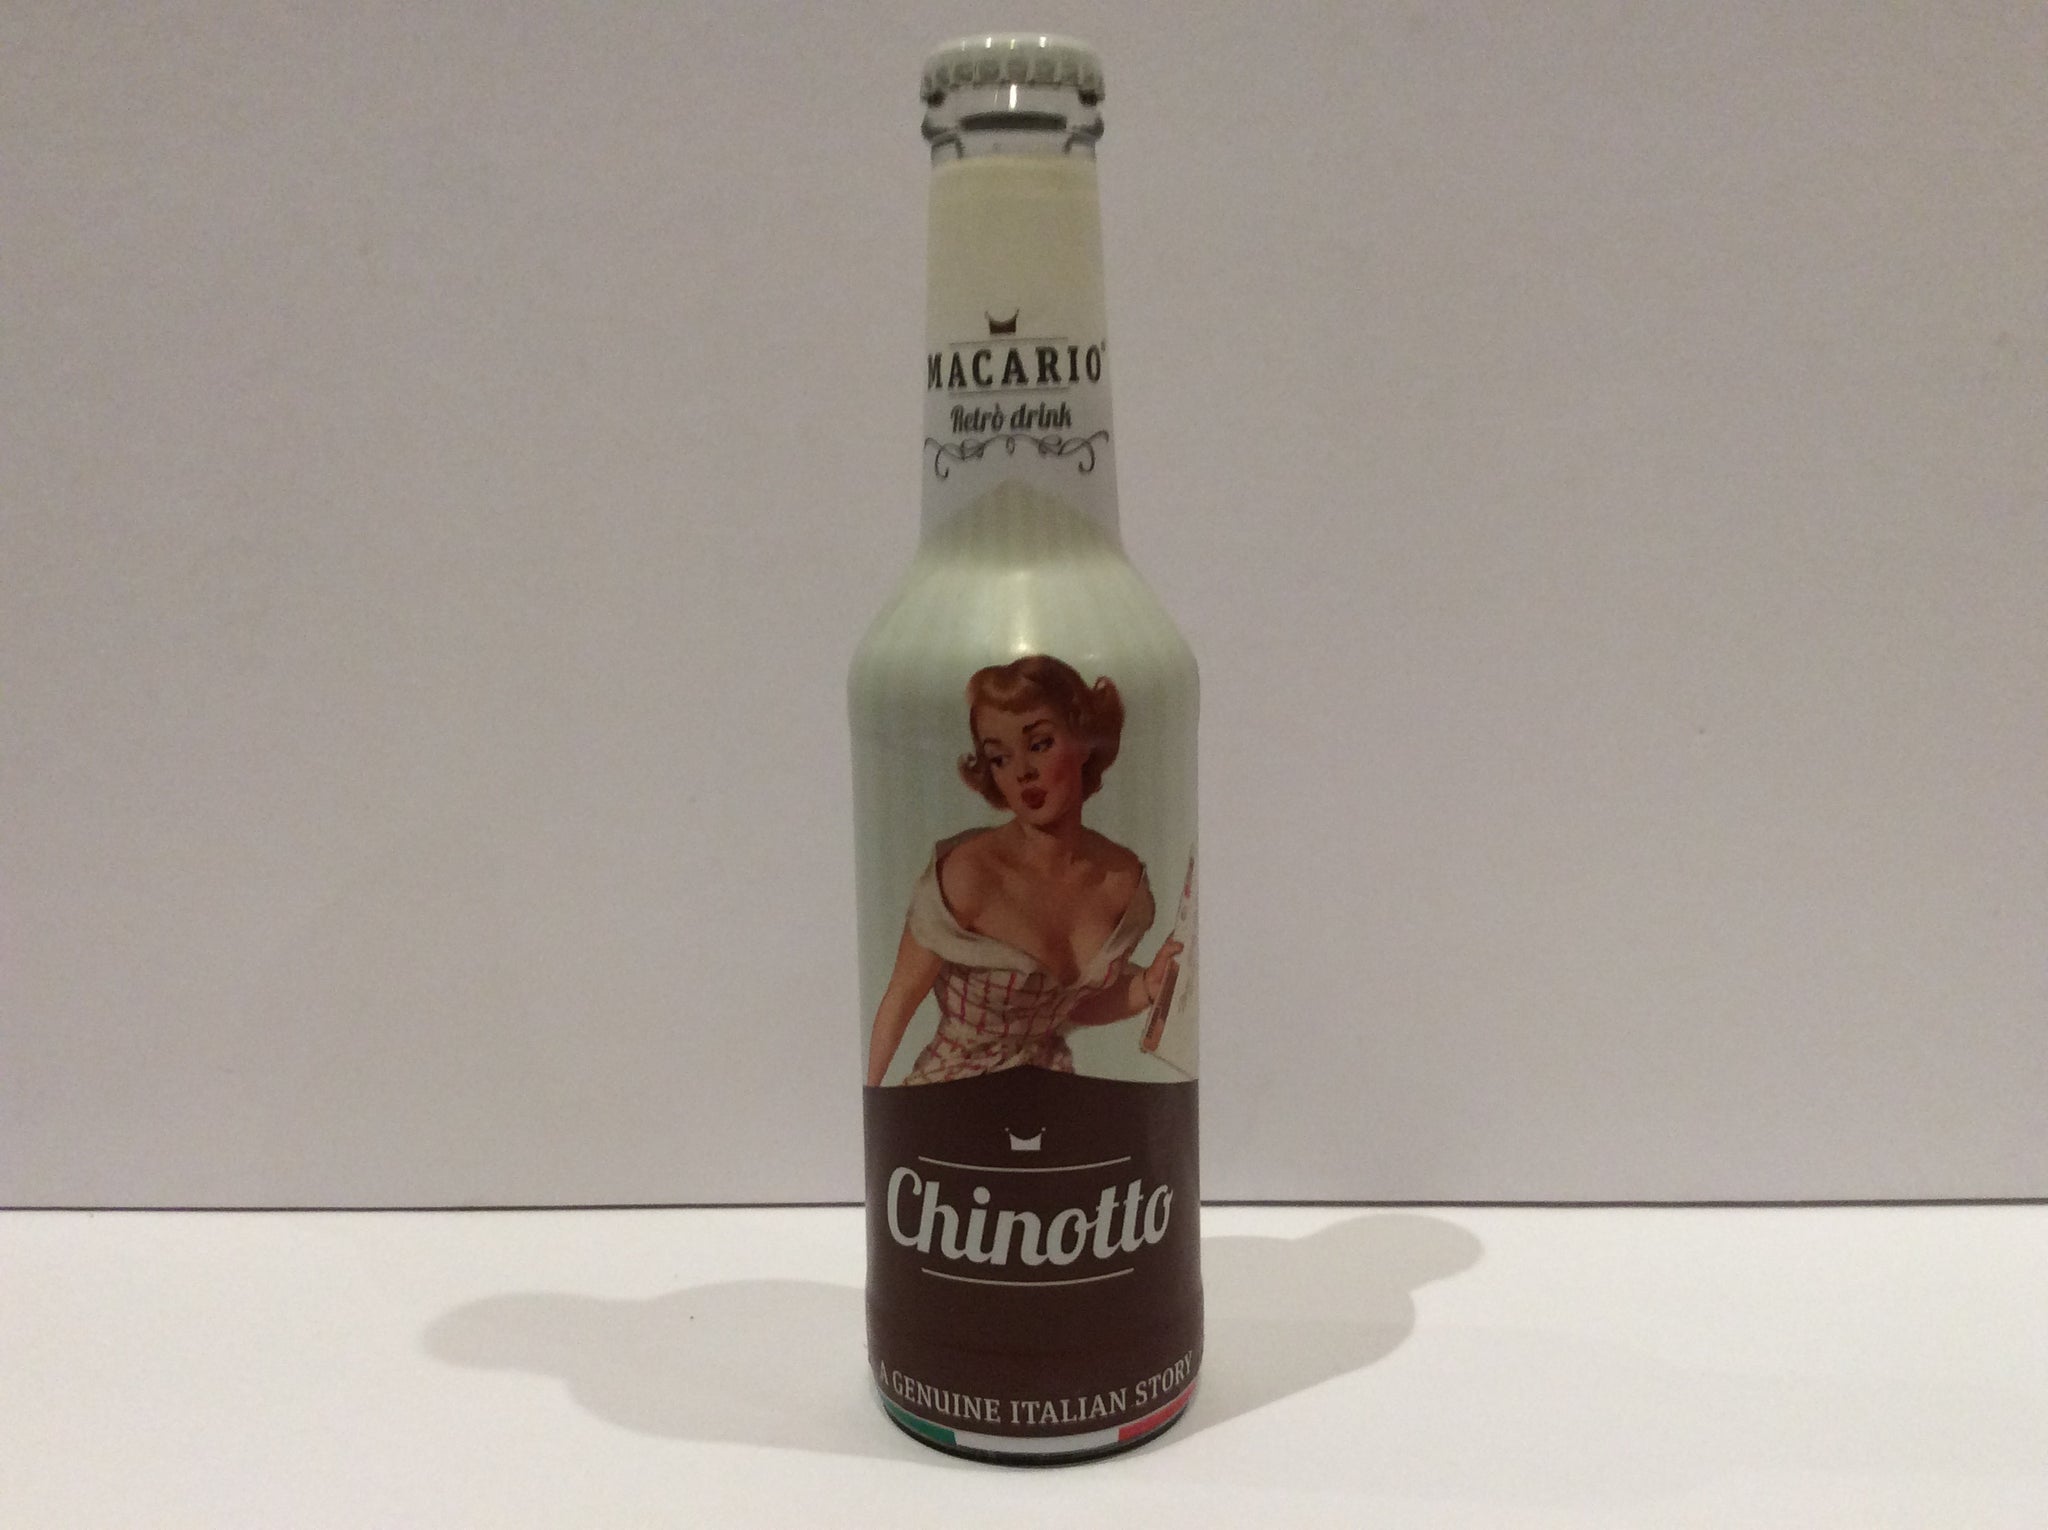 MACARIO
Retrò drink
Chinotto
A GENUINE ITALIAN STORY